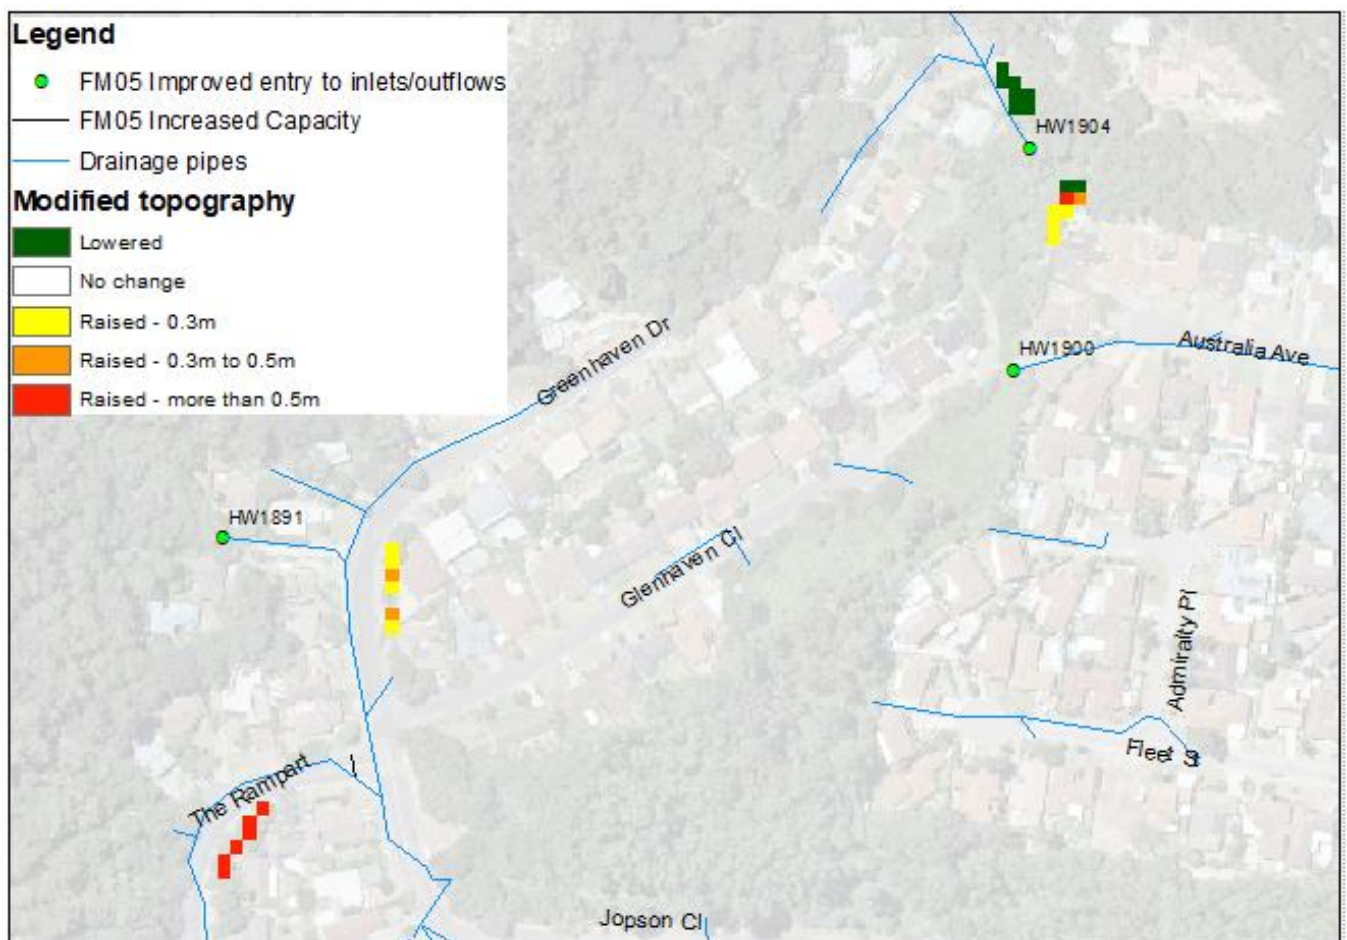 Legend
FM05 Improved entry to inlets/outflows
FM05 Increased Capacity
Drainage pipes
Modified topography
Lowered
No change
Raised - 0.3m
Raised - 0.3m to 0.5m
Raised - more than 0.5m
HW1904
Greenhaven Dr
HW1900
Australia Ave
HW1891
Glenhaven Cl
Admiralty Pl
Fleet St
The Rampart
Jopson Cl